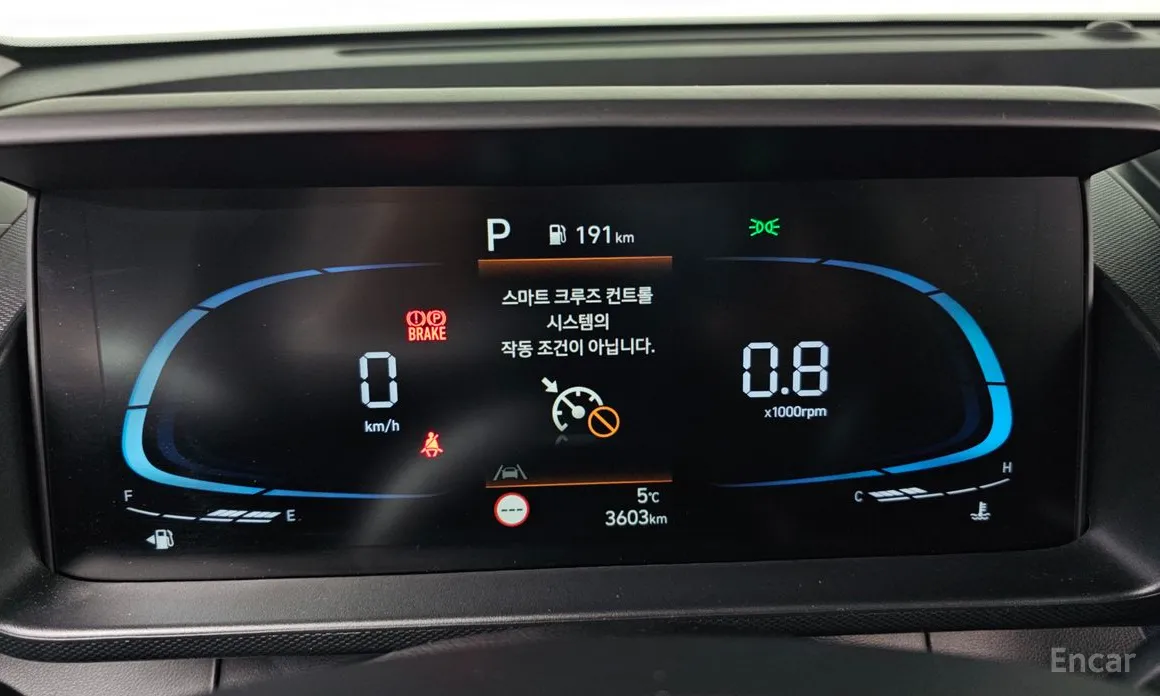 P 191km
스마트 크루즈 컨트롤
시스템의
작동 조건이 아닙니다.
(!) (P)
BRAKE
0
km/h
0.8
x1000rpm
F E
C H
---
5℃
3603km
Encar